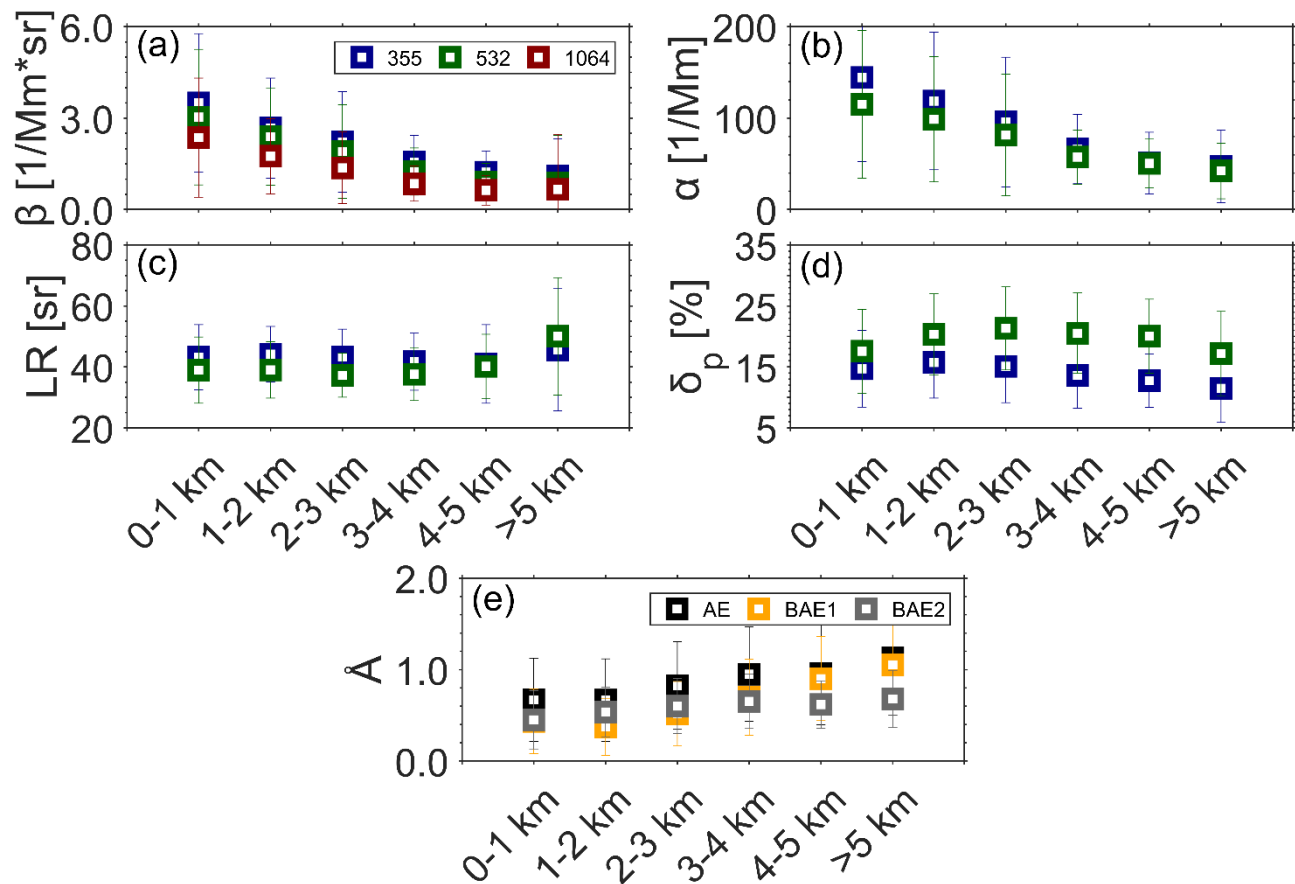 (a)
355 532 1064
β [1/Mm*sr]
6.0
3.0
0.0
(b)
α [1/Mm]
200
100
0
(c)
LR [sr]
80
60
40
20
0-1 km
1-2 km
2-3 km
3-4 km
4-5 km
>5 km
(d)
δp [%]
35
25
15
5
0-1 km
1-2 km
2-3 km
3-4 km
4-5 km
>5 km
(e)
AE BAE1 BAE2
Å
2.0
1.0
0.0
0-1 km
1-2 km
2-3 km
3-4 km
4-5 km
>5 km